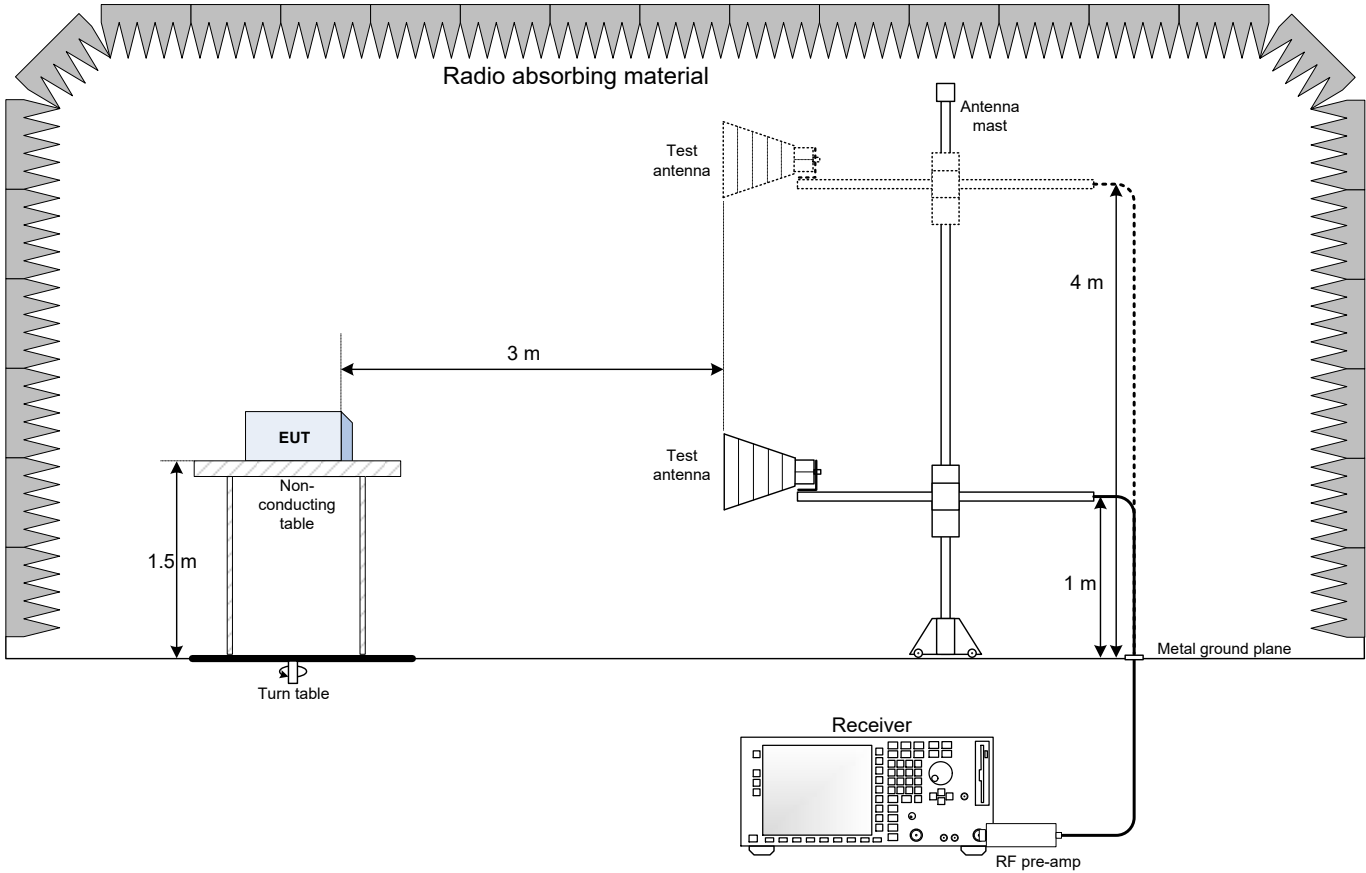 Radio absorbing material
Antenna
mast
Test
antenna
4 m
3 m
EUT
Test
antenna
Non-
conducting
table
1.5 m
1 m
Metal ground plane
Turn table
Receiver
RF pre-amp